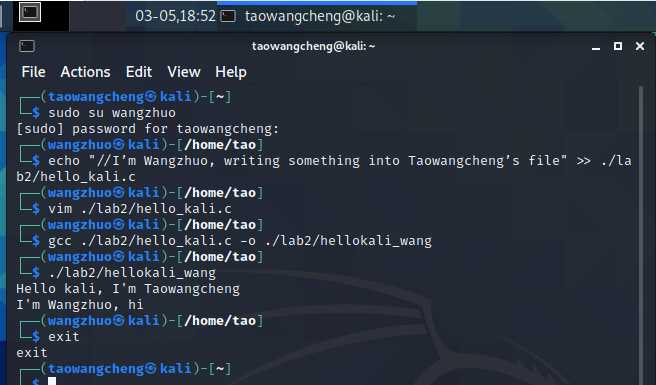 03-05,18:52 taowangcheng@kali: ~
taowangcheng@kali: ~
File Actions Edit View Help
┌──(taowangcheng㉿kali)-[~]
└─$ sudo su wangzhuo
[sudo] password for taowangcheng:
┌──(wangzhuo㉿kali)-[/home/tao]
└─$ echo "//I’m Wangzhuo, writing something into Taowangcheng’s file" >> ./la
b2/hello_kali.c
┌──(wangzhuo㉿kali)-[/home/tao]
└─$ vim ./lab2/hello_kali.c
┌──(wangzhuo㉿kali)-[/home/tao]
└─$ gcc ./lab2/hello_kali.c -o ./lab2/hellokali_wang
┌──(wangzhuo㉿kali)-[/home/tao]
└─$ ./lab2/hellokali_wang
Hello kali, I'm Taowangcheng
I'm Wangzhuo, hi
┌──(wangzhuo㉿kali)-[/home/tao]
└─$ exit
exit
┌──(taowangcheng㉿kali)-[~]
└─$